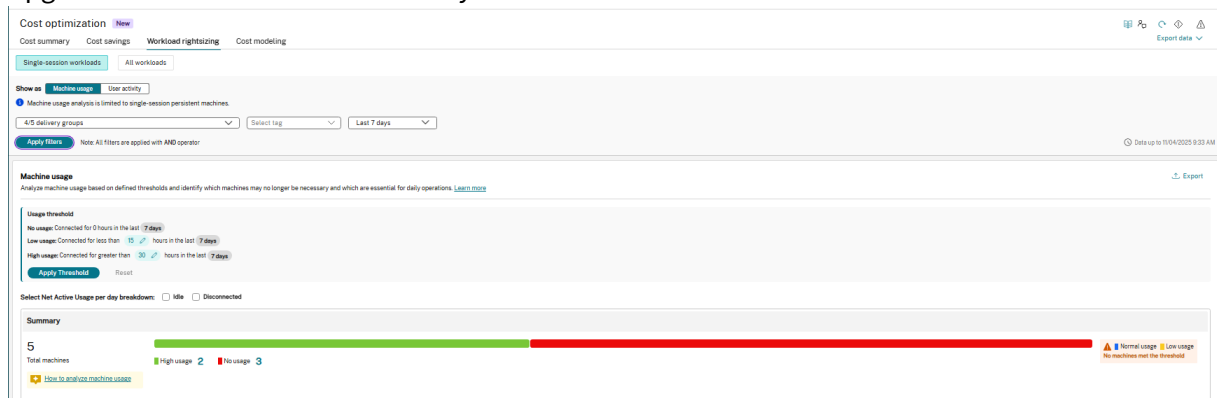 Cost optimization New
Export data
Cost summary Cost savings Workload rightsizing Cost modeling
Single-session workloads All workloads
Show as Machine usage User activity
Machine usage analysis is limited to single-session persistent machines.
4/5 delivery groups Select tag Last 7 days
Apply filters Note: All filters are applied with AND operator Data up to 11/04/2025 9:33 AM
Machine usage Export
Analyze machine usage based on defined thresholds and identify which machines may no longer be necessary and which are essential for daily operations. Learn more
Usage threshold
No usage: Connected for 0 hours in the last 7 days
Low usage: Connected for less than 15 hours in the last 7 days
High usage: Connected for greater than 30 hours in the last 7 days
Apply Threshold Reset
Select Net Active Usage per day breakdown: Idle Disconnected
Summary
5
Total machines
High usage 2 No usage 3
Normal usage Low usage
No machines met the threshold
How to analyze machine usage